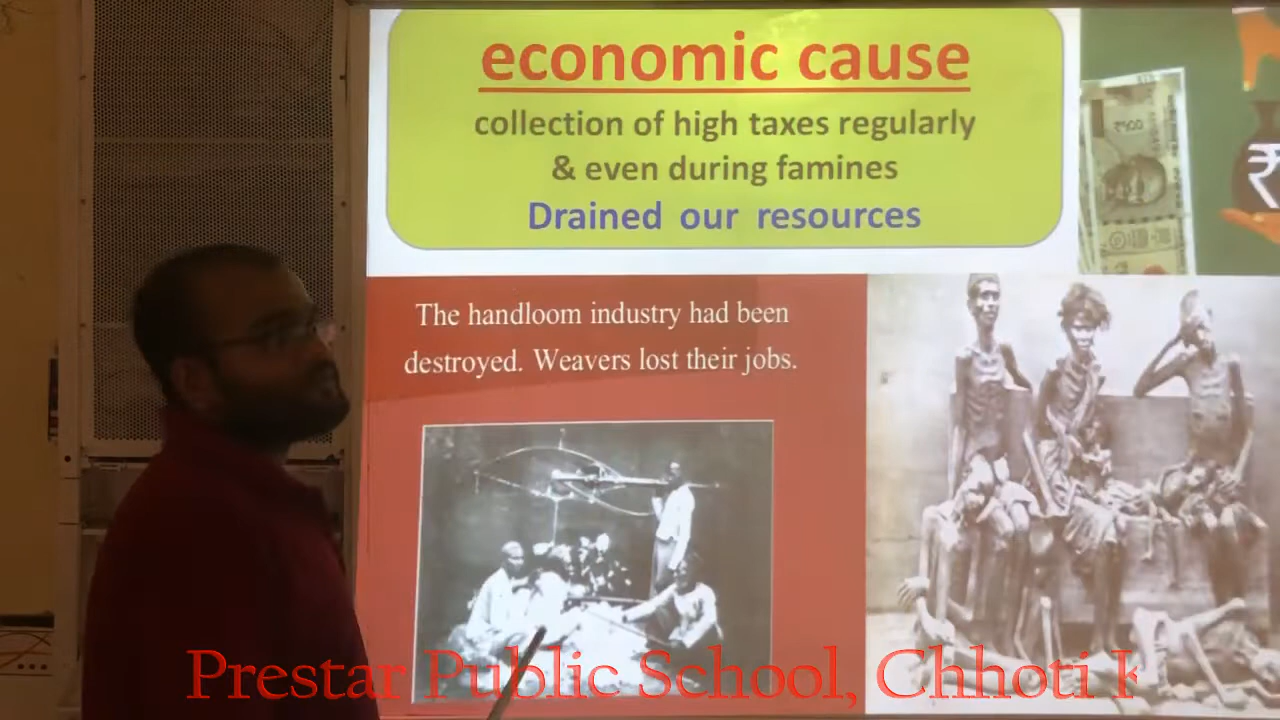 economic cause
collection of high taxes regularly
& even during famines
Drained our resources
₹100
₹
The handloom industry had been
destroyed. Weavers lost their jobs.
Prestar Public School, Chhoti